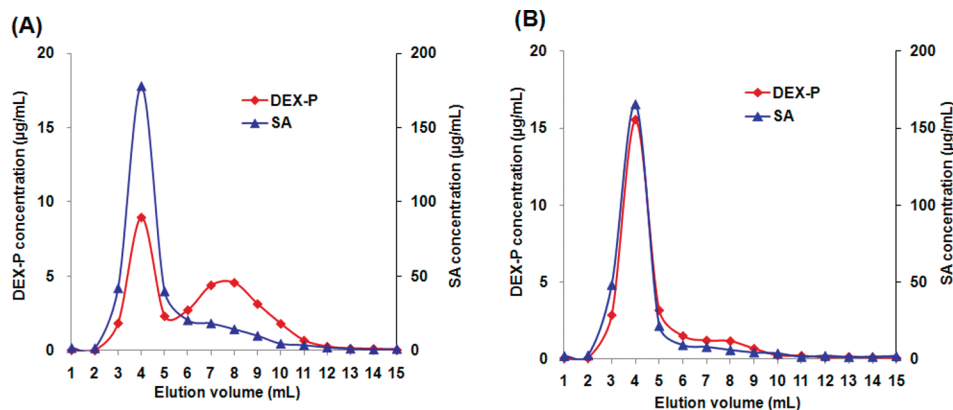 (A)
DEX-P concentration (µg/mL)
20
15
10
5
0
DEX-P
SA
200
150
100
50
0
SA concentration (µg/mL)
1 2 3 4 5 6 7 8 9 10 11 12 13 14 15
Elution volume (mL)
(B)
DEX-P concentration (µg/mL)
20
15
10
5
0
DEX-P
SA
200
150
100
50
0
SA concentration (µg/mL)
1 2 3 4 5 6 7 8 9 10 11 12 13 14 15
Elution volume (mL)